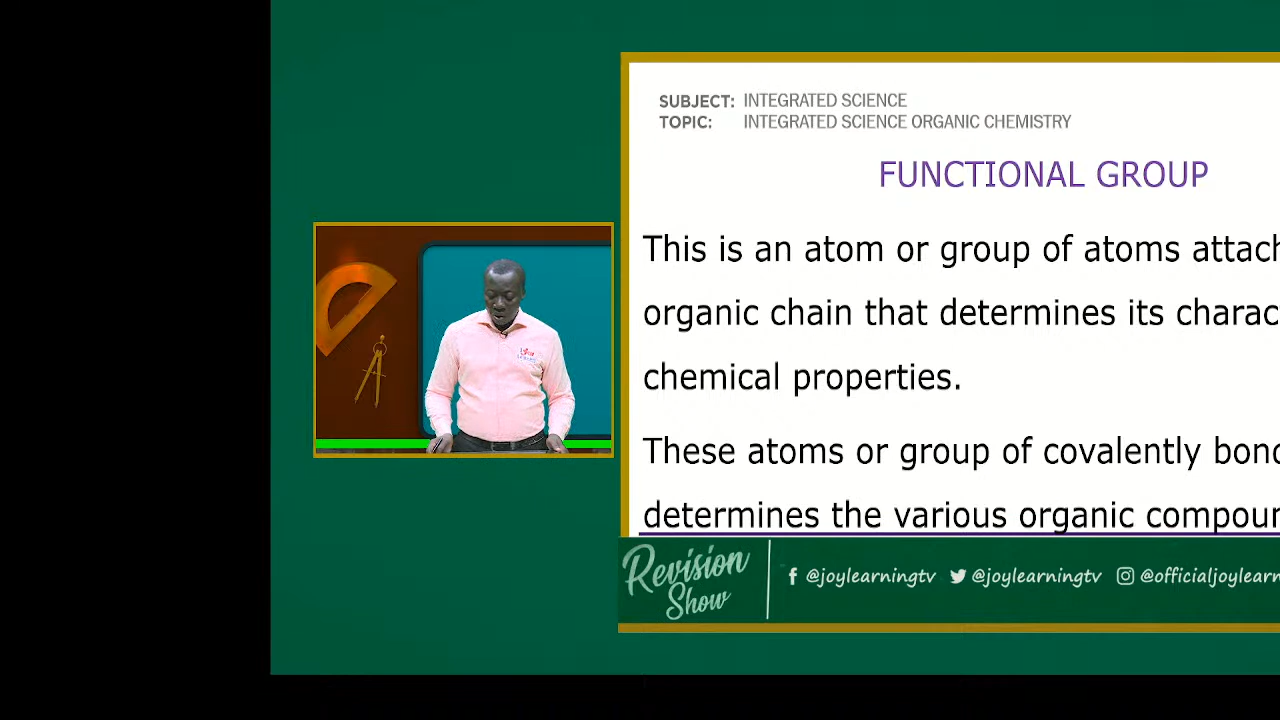 SUBJECT: INTEGRATED SCIENCE
TOPIC: INTEGRATED SCIENCE ORGANIC CHEMISTRY
FUNCTIONAL GROUP
This is an atom or group of atoms attach
organic chain that determines its charac
chemical properties.
These atoms or group of covalently bond
determines the various organic compoun
Revision
Show
@joylearningtv @joylearningtv @officialjoylearn